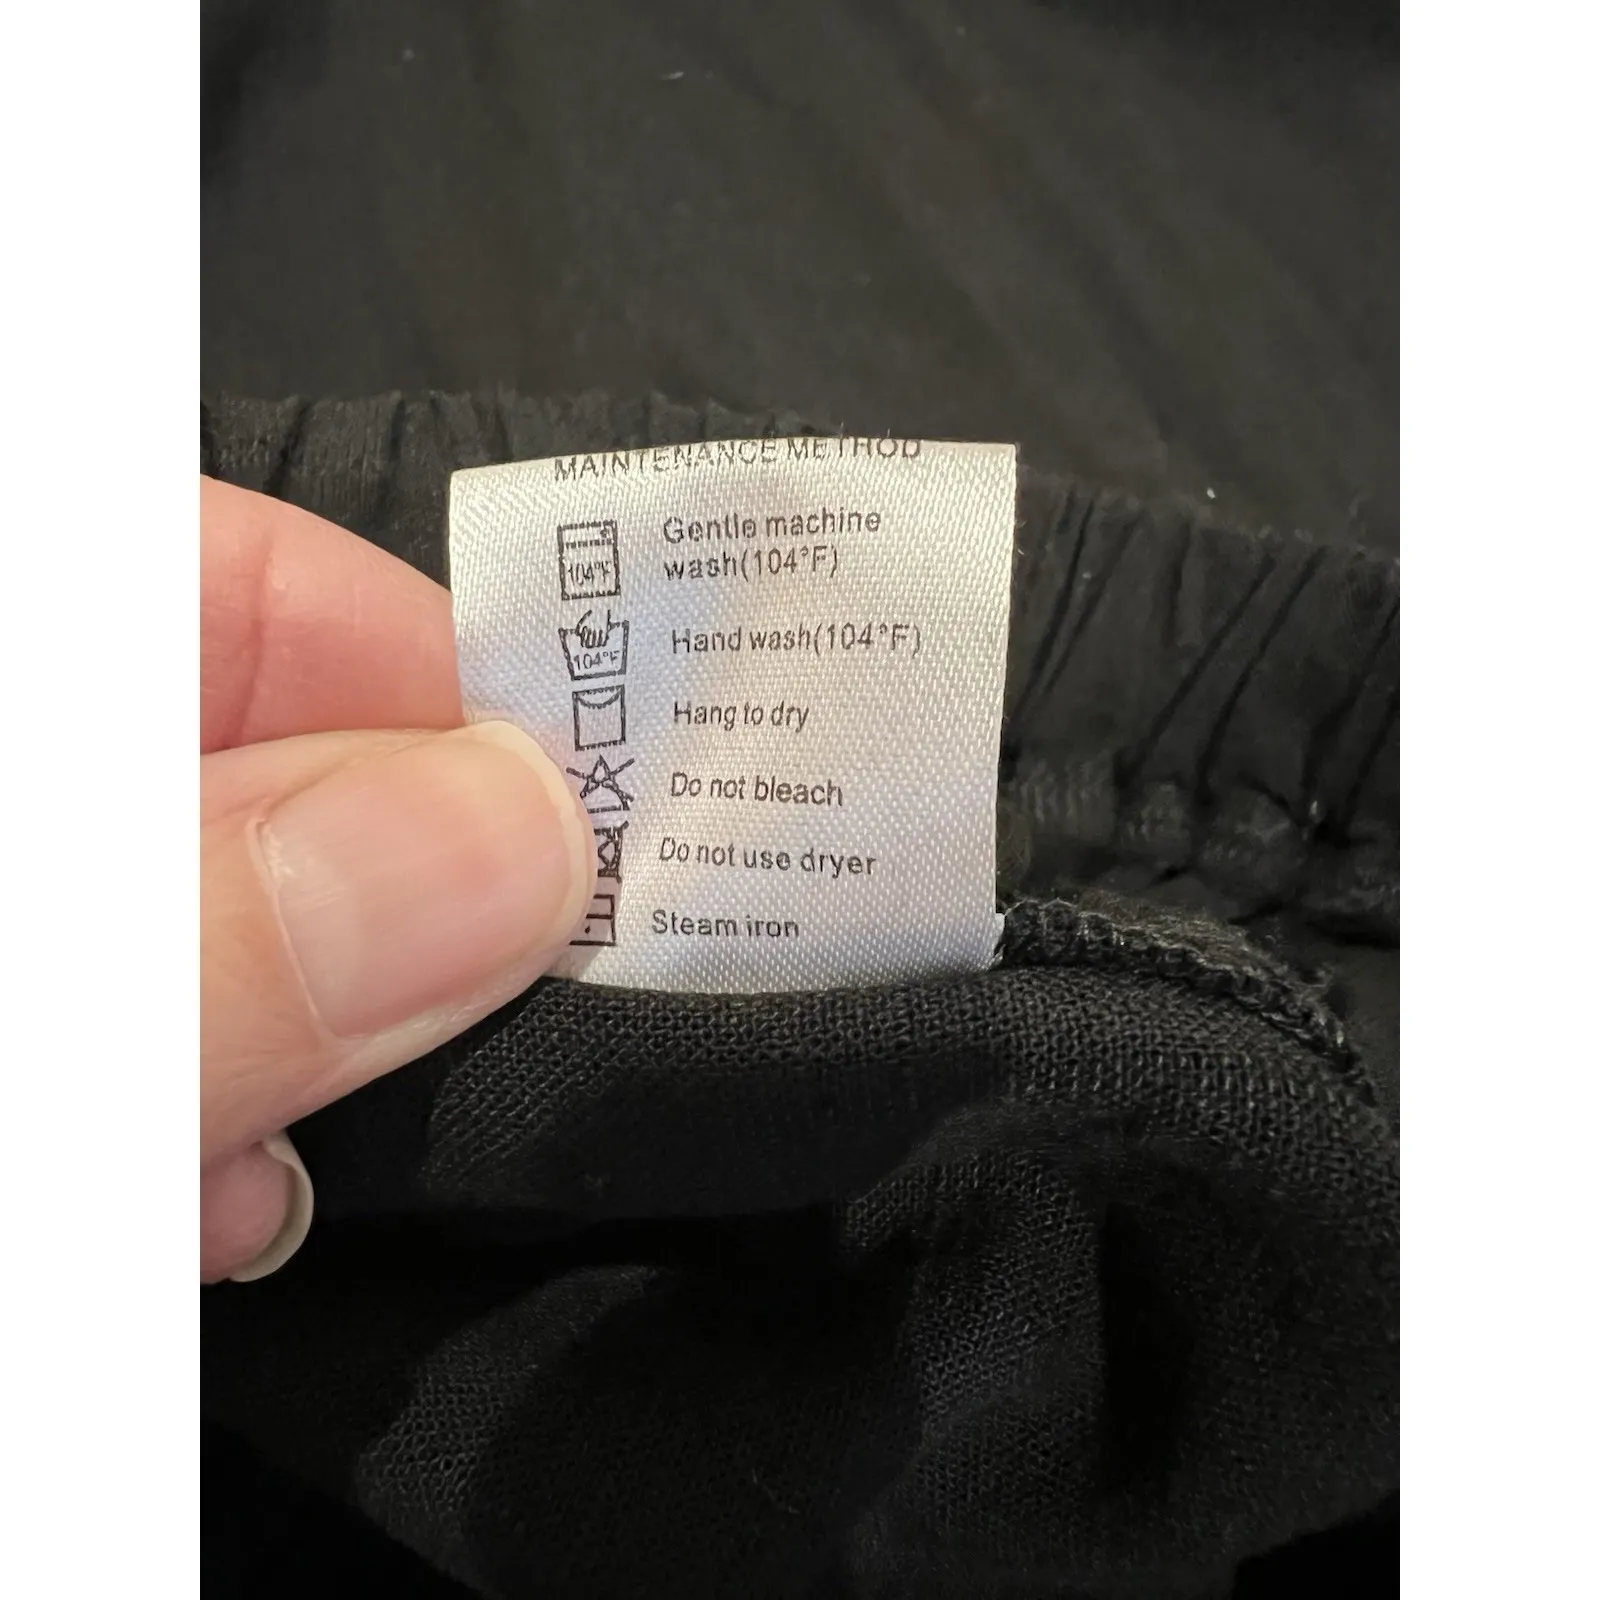 MAINTENANCE METHOD
104°F
Gentle machine
wash(104°F)
104°F
Hand wash(104°F)
Hang to dry
Do not bleach
Do not use dryer
Steam iron